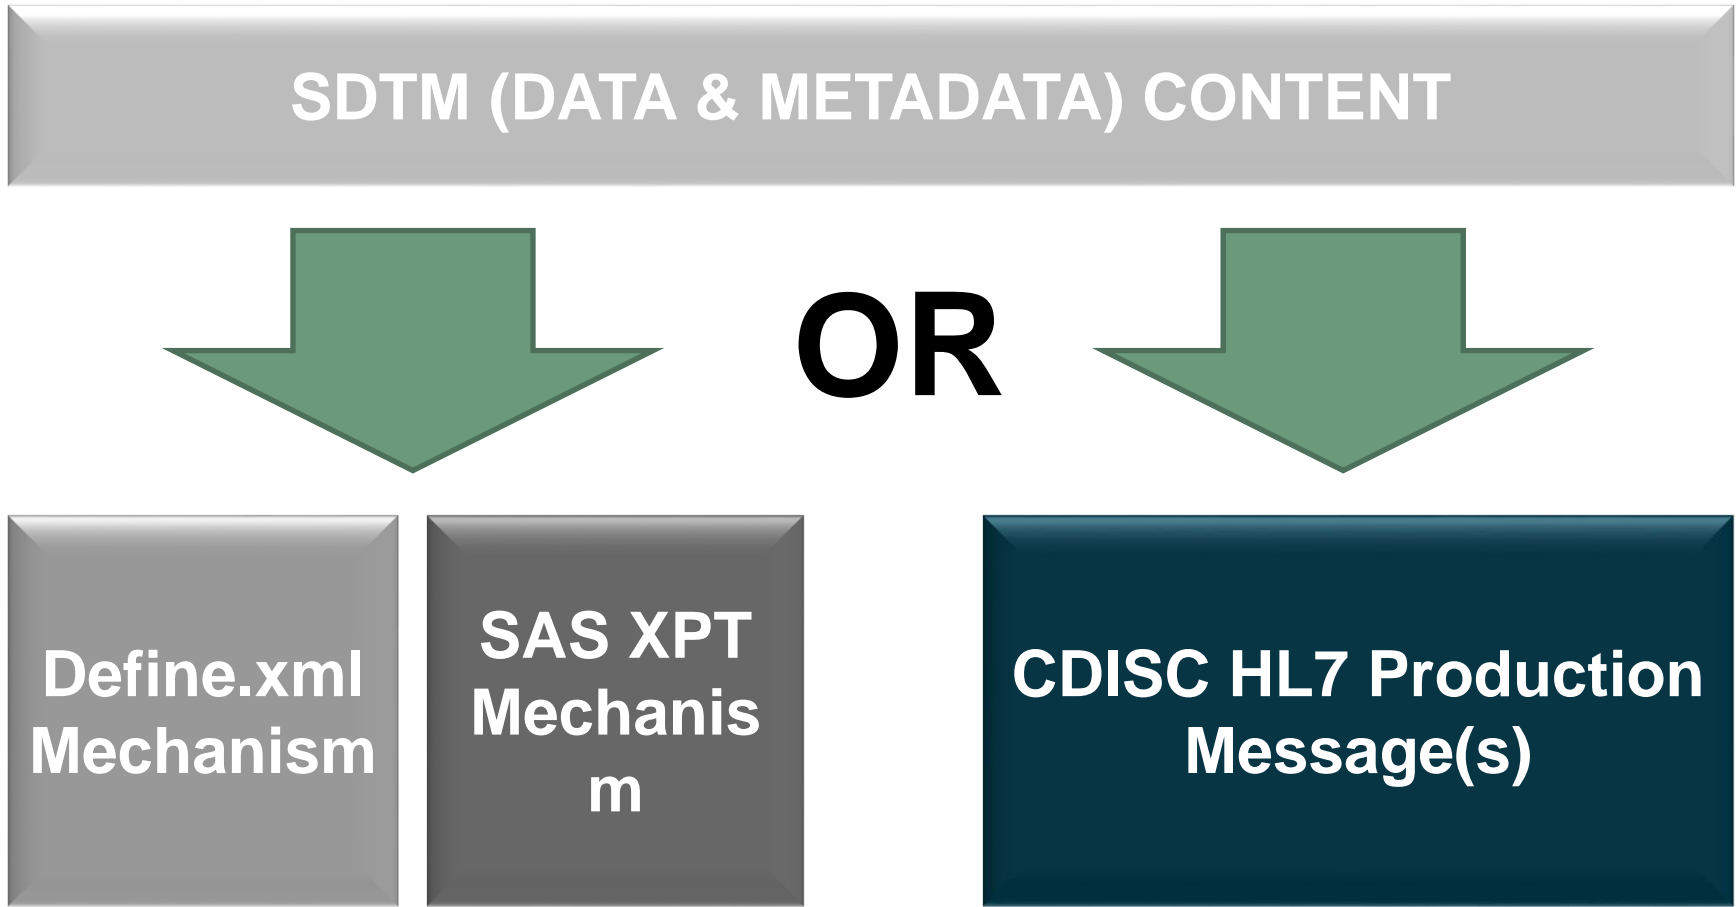 SDTM (DATA & METADATA) CONTENT
OR
Define.xml
Mechanism
SAS XPT
Mechanis
m
CDISC HL7 Production
Message(s)